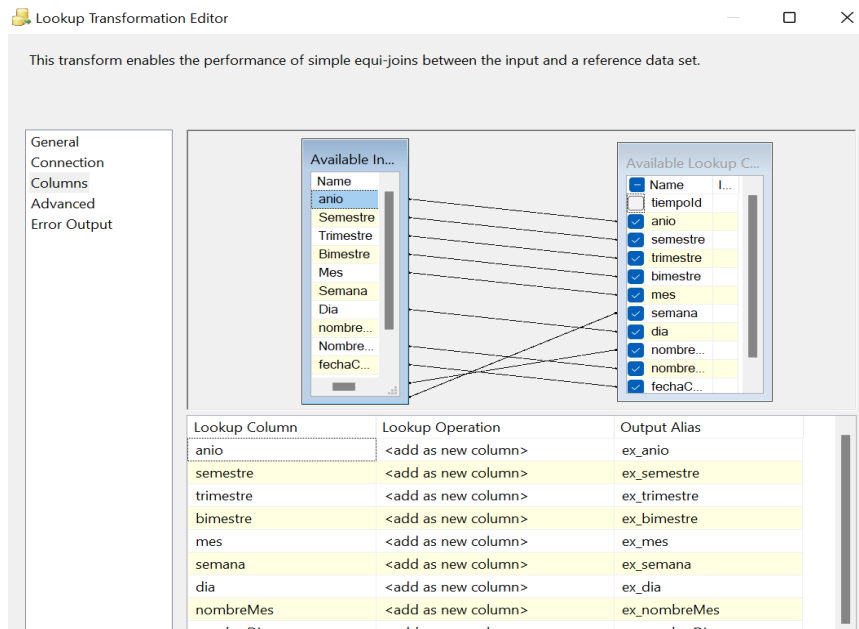 Lookup Transformation Editor
This transform enables the performance of simple equi-joins between the input and a reference data set.
General
Connection
Columns
Advanced
Error Output
Available In...
Name
anio
Semestre
Trimestre
Bimestre
Mes
Semana
Dia
nombre...
Nombre...
fechaC...
Available Lookup C...
Name I...
tiempoId
anio
semestre
trimestre
bimestre
mes
semana
dia
nombre...
nombre...
fechaC...
Lookup Column Lookup Operation Output Alias
anio <add as new column> ex_anio
semestre <add as new column> ex_semestre
trimestre <add as new column> ex_trimestre
bimestre <add as new column> ex_bimestre
mes <add as new column> ex_mes
semana <add as new column> ex_semana
dia <add as new column> ex_dia
nombreMes <add as new column> ex_nombreMes